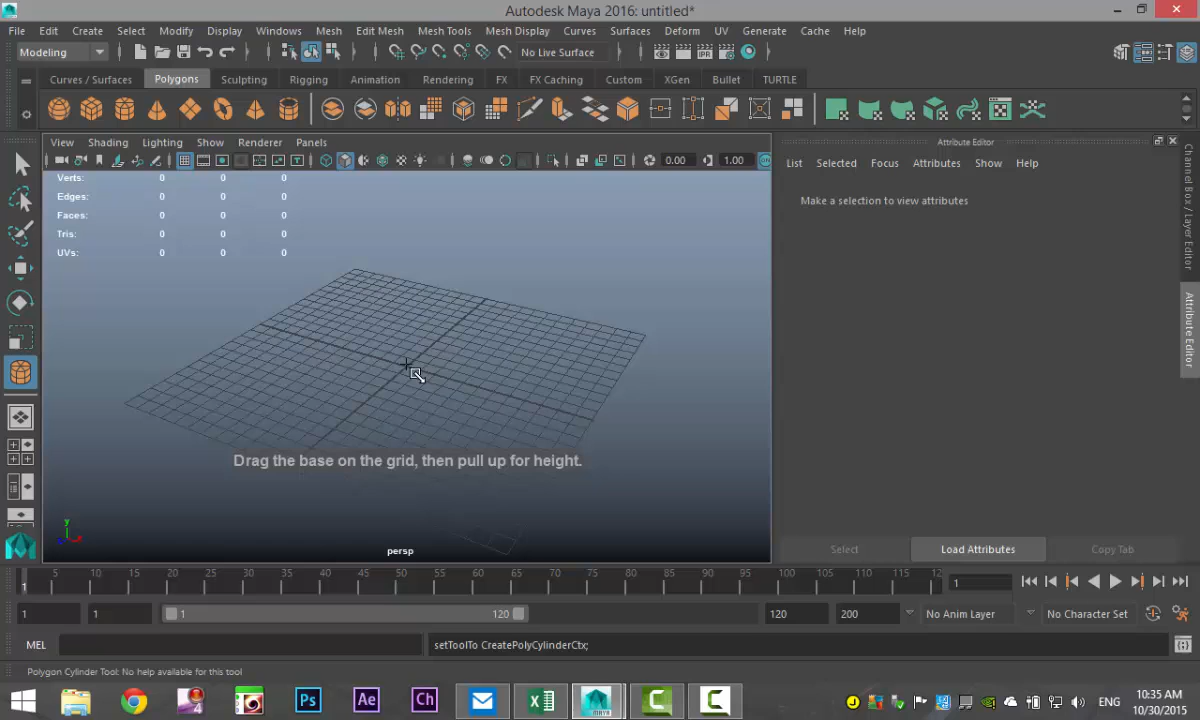 Autodesk Maya 2016: untitled*
File Edit Create Select Modify Display Windows Mesh Edit Mesh Mesh Tools Mesh Display Curves Surfaces Deform UV Generate Cache Help
Modeling No Live Surface
Curves / Surfaces Polygons Sculpting Rigging Animation Rendering FX FX Caching Custom XGen Bullet TURTLE
View Shading Lighting Show Renderer Panels
0.00 1.00
Verts: 0 0 0
Edges: 0 0 0
Faces: 0 0 0
Tris: 0 0 0
UVs: 0 0 0
Drag the base on the grid, then pull up for height.
y
persp
Attribute Editor
List Selected Focus Attributes Show Help
Make a selection to view attributes
Select Load Attributes Copy Tab
Channel Box / Layer Editor
Attribute Editor
1 5 10 15 20 25 30 35 40 45 50 55 60 65 70 75 80 85 90 95 100 105 110 115 12
1
1 1 1 120 120 200 No Anim Layer No Character Set
MEL setToolTo CreatePolyCylinderCtx;
Polygon Cylinder Tool: No help available for this tool
Ps Ae Ch ENG
10:35 AM
10/30/2015